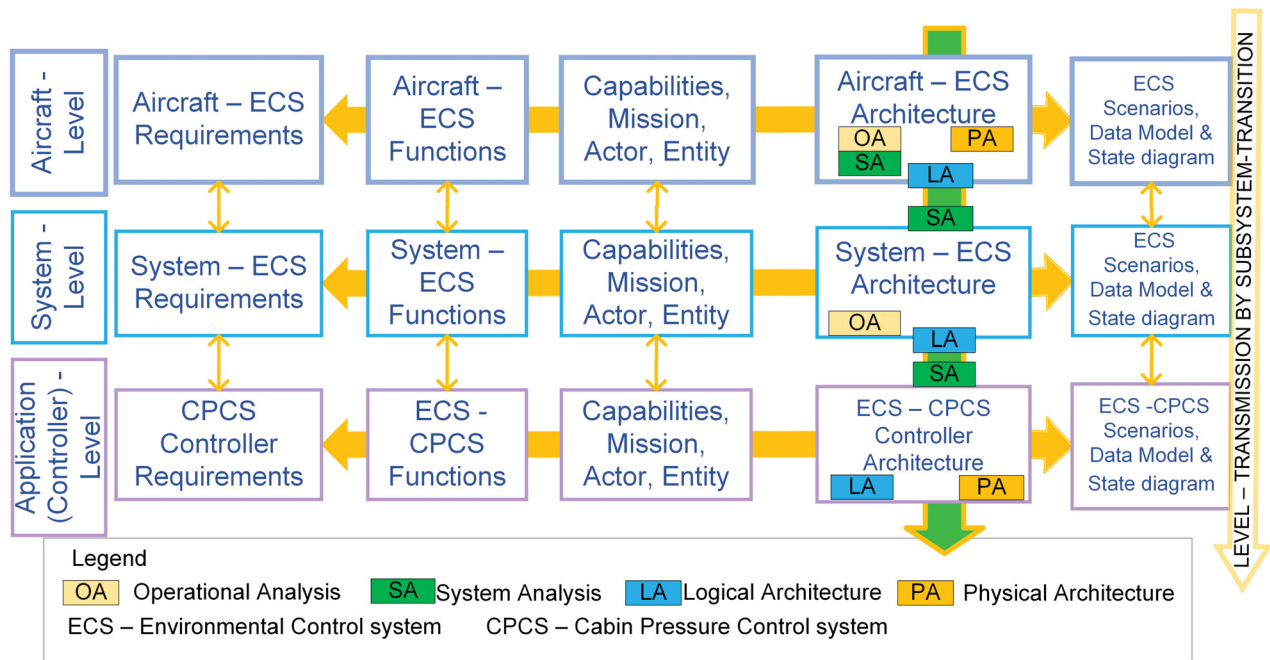 Aircraft -
Level
Aircraft – ECS
Requirements
Aircraft –
ECS
Functions
Capabilities,
Mission,
Actor, Entity
Aircraft – ECS
Architecture
OA
SA
PA
LA
ECS
Scenarios,
Data Model &
State diagram
System -
Level
System – ECS
Requirements
System –
ECS
Functions
Capabilities,
Mission,
Actor, Entity
SA
System – ECS
Architecture
OA
LA
ECS
Scenarios,
Data Model &
State diagram
Application
(Controller) -
Level
CPCS
Controller
Requirements
ECS -
CPCS
Functions
Capabilities,
Mission,
Actor, Entity
SA
ECS – CPCS
Controller
Architecture
LA
PA
ECS -CPCS
Scenarios,
Data Model &
State diagram
LEVEL – TRANSMISSION BY SUBSYSTEM-TRANSITION
Legend
OA Operational Analysis SA System Analysis LA Logical Architecture PA Physical Architecture
ECS – Environmental Control system CPCS – Cabin Pressure Control system